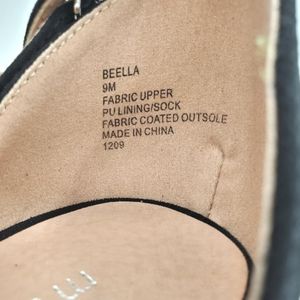 BEELLA
9M
FABRIC UPPER
PU LINING/SOCK
FABRIC COATED OUTSOLE
MADE IN CHINA
1209